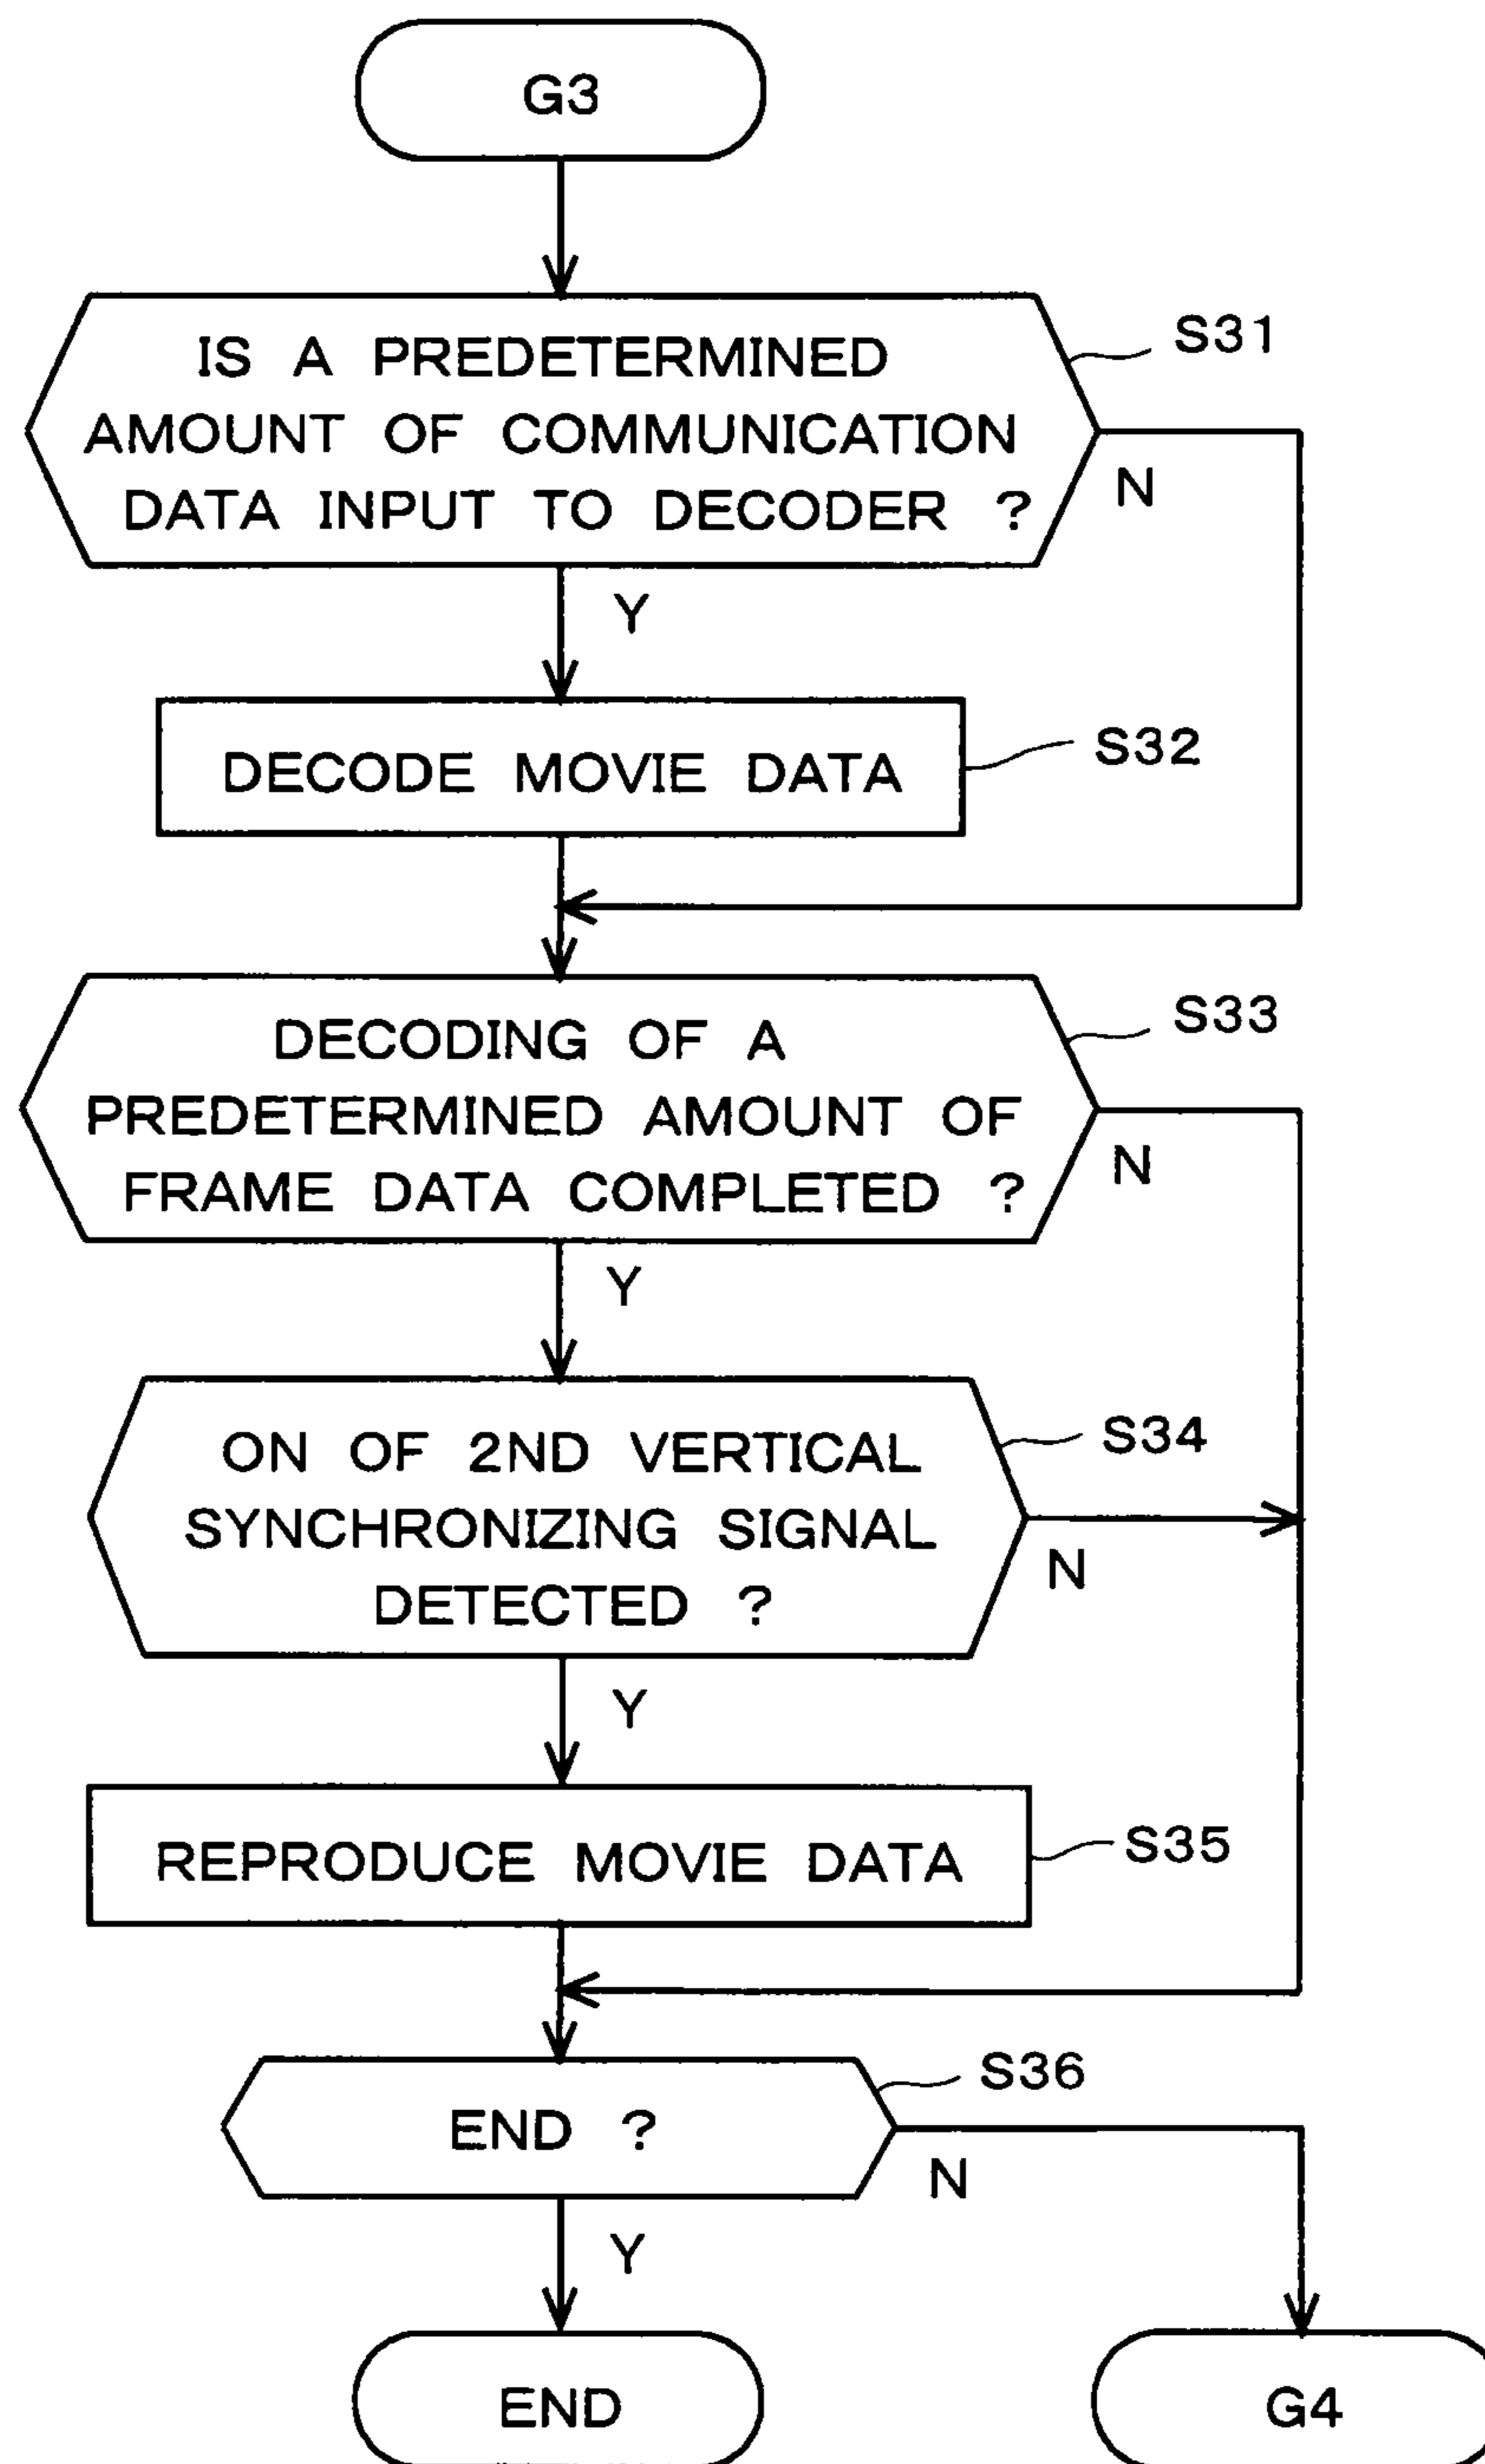 G3
IS A PREDETERMINED
AMOUNT OF COMMUNICATION
DATA INPUT TO DECODER ?
S31
N
Y
DECODE MOVIE DATA
S32
DECODING OF A
PREDETERMINED AMOUNT OF
FRAME DATA COMPLETED ?
S33
N
Y
ON OF 2ND VERTICAL
SYNCHRONIZING SIGNAL
DETECTED ?
S34
N
Y
REPRODUCE MOVIE DATA
S35
END ?
S36
N
Y
END
G4